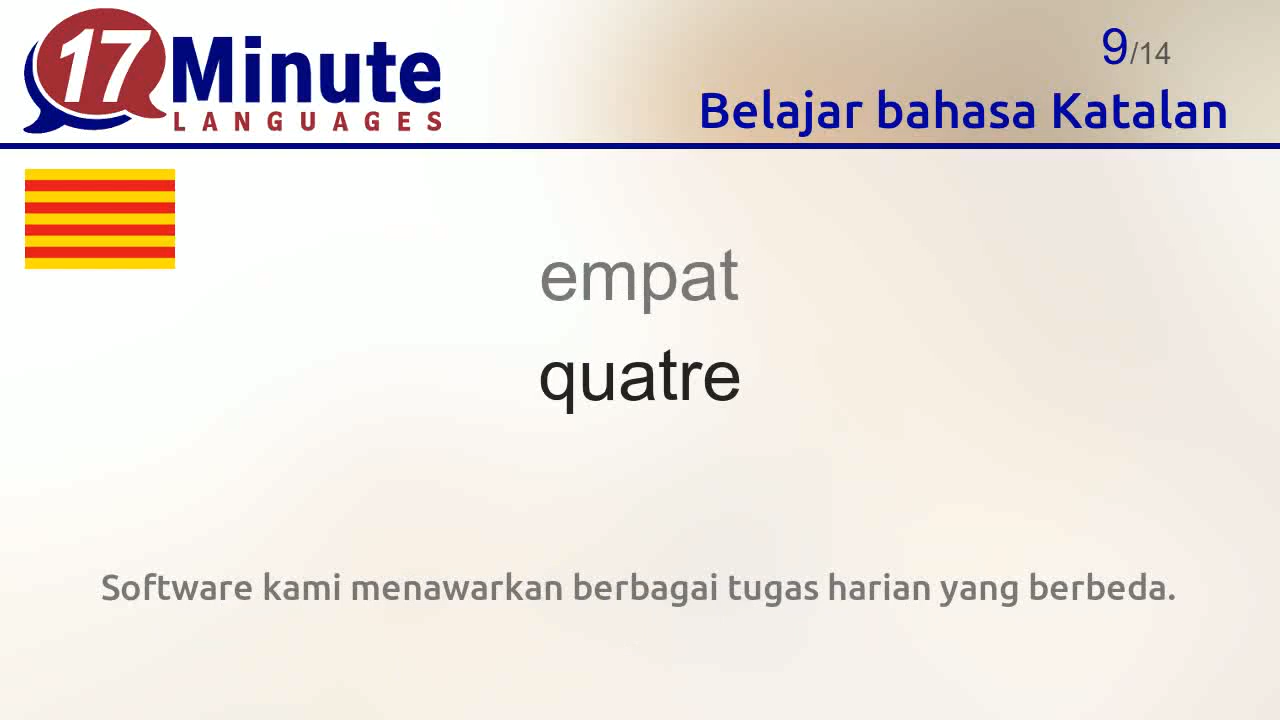 17 Minute
LANGUAGES
9/14
Belajar bahasa Katalan
empat
quatre
Software kami menawarkan berbagai tugas harian yang berbeda.